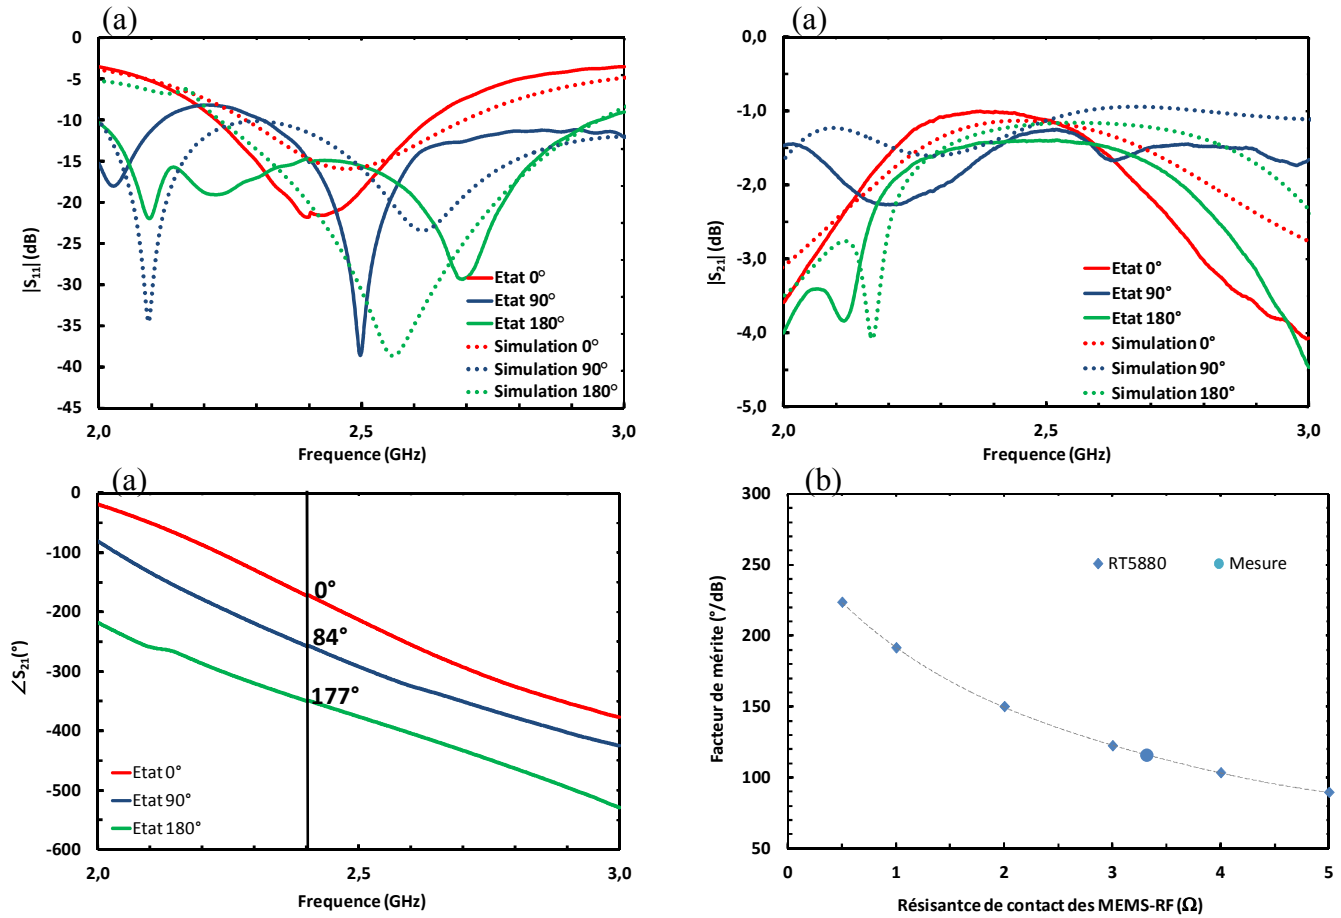 (a)
0
-5
-10
-15
-20
-25
-30
-35
-40
-45
|S11| (dB)
Etat 0°
Etat 90°
Etat 180°
Simulation 0°
Simulation 90°
Simulation 180°
2,0
2,5
3,0
Frequence (GHz)
(a)
0,0
-1,0
-2,0
-3,0
-4,0
-5,0
|S21| (dB)
Etat 0°
Etat 90°
Etat 180°
Simulation 0°
Simulation 90°
Simulation 180°
2,0
2,5
3,0
Frequence (GHz)
(a)
0
-100
-200
-300
-400
-500
-600
∠S21(°)
0°
84°
177°
Etat 0°
Etat 90°
Etat 180°
2,0
2,5
3,0
Frequence (GHz)
(b)
300
250
200
150
100
50
Facteur de mérite (°/dB)
RT5880
Mesure
0
1
2
3
4
5
Résisantce de contact des MEMS-RF (Ω)